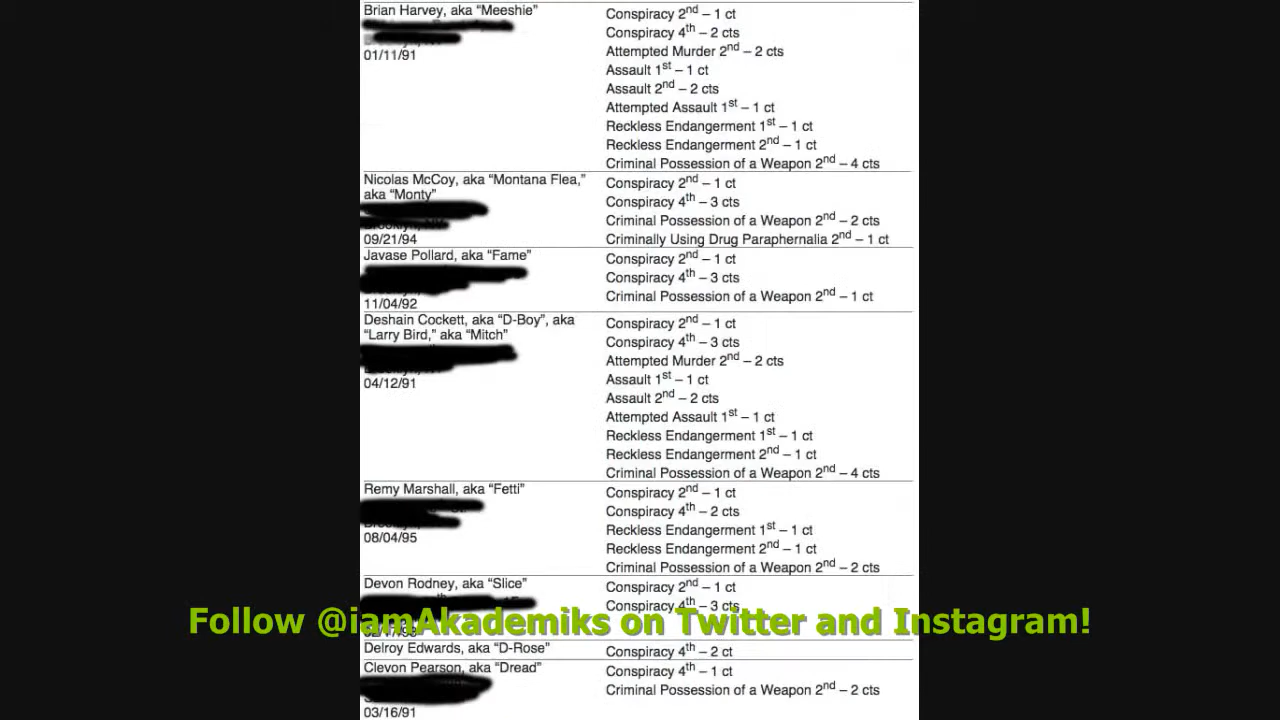 Brian Harvey, aka “Meeshie”
01/11/91
Conspiracy 2nd – 1 ct
Conspiracy 4th – 2 cts
Attempted Murder 2nd – 2 cts
Assault 1st – 1 ct
Assault 2nd – 2 cts
Attempted Assault 1st – 1 ct
Reckless Endangerment 1st – 1 ct
Reckless Endangerment 2nd – 1 ct
Criminal Possession of a Weapon 2nd – 4 cts
Nicolas McCoy, aka “Montana Flea,”
aka “Monty”
09/21/94
Conspiracy 2nd – 1 ct
Conspiracy 4th – 3 cts
Criminal Possession of a Weapon 2nd – 2 cts
Criminally Using Drug Paraphernalia 2nd – 1 ct
Javase Pollard, aka “Fame”
11/04/92
Conspiracy 2nd – 1 ct
Conspiracy 4th – 3 cts
Criminal Possession of a Weapon 2nd – 1 ct
Deshain Cockett, aka “D-Boy”, aka
“Larry Bird,” aka “Mitch”
04/12/91
Conspiracy 2nd – 1 ct
Conspiracy 4th – 3 cts
Attempted Murder 2nd – 2 cts
Assault 1st – 1 ct
Assault 2nd – 2 cts
Attempted Assault 1st – 1 ct
Reckless Endangerment 1st – 1 ct
Reckless Endangerment 2nd – 1 ct
Criminal Possession of a Weapon 2nd – 4 cts
Remy Marshall, aka “Fetti”
08/04/95
Conspiracy 2nd – 1 ct
Conspiracy 4th – 2 cts
Reckless Endangerment 1st – 1 ct
Reckless Endangerment 2nd – 1 ct
Criminal Possession of a Weapon 2nd – 2 cts
Devon Rodney, aka “Slice”
Conspiracy 2nd – 1 ct
Conspiracy 4th – 3 cts
Follow @iamAkademiks on Twitter and Instagram!
Delroy Edwards, aka “D-Rose”
Conspiracy 4th – 2 ct
Clevon Pearson, aka “Dread”
03/16/91
Conspiracy 4th – 1 ct
Criminal Possession of a Weapon 2nd – 2 cts